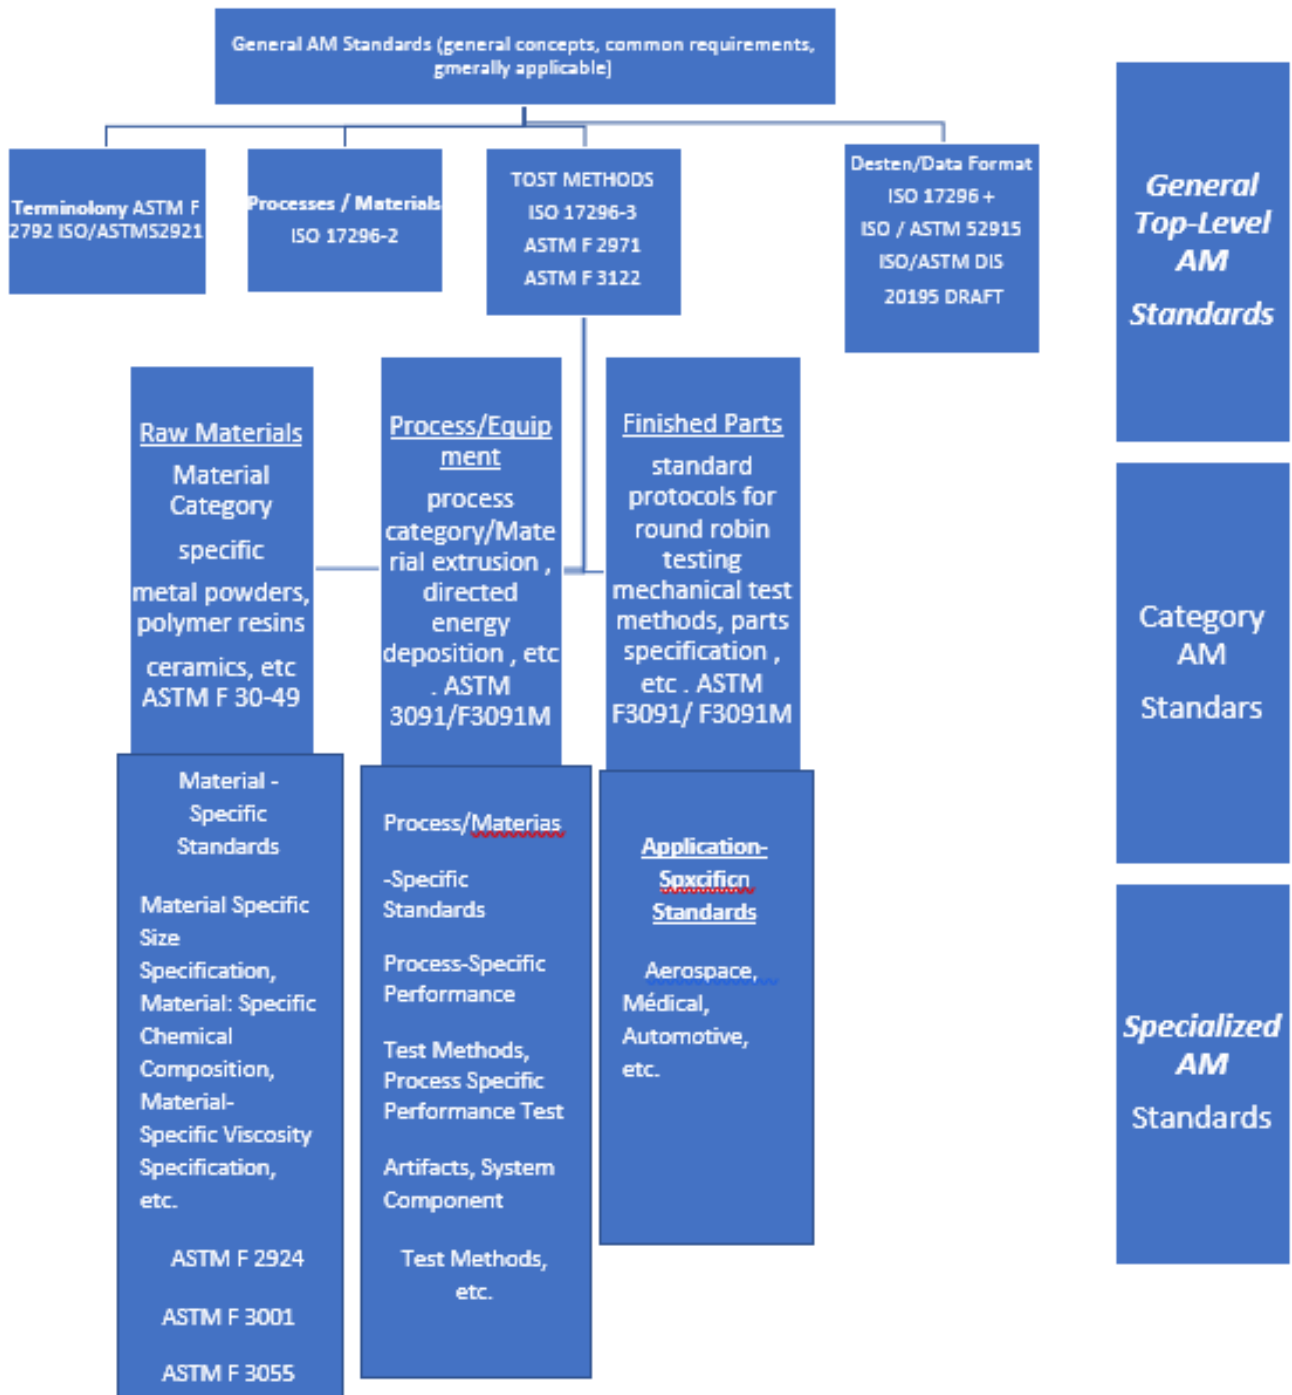 General AM Standards (general concepts, common requirements,
gmerally applicable]
Terminolony ASTM F
2792 ISO/ASTMS2921
Processes / Materials
ISO 17296-2
TOST METHODS
ISO 17296-3
ASTM F 2971
ASTM F 3122
Desten/Data Format
ISO 17296 +
ISO / ASTM 52915
ISO/ASTM DIS
20195 DRAFT
General
Top-Level
AM
Standards
Raw Materials
Material
Category
specific
metal powders,
polymer resins
ceramics, etc
ASTM F 30-49
Process/Equip
ment
process
category/Mate
rial extrusion ,
directed
energy
deposition , etc
. ASTM
3091/F3091M
Finished Parts
standard
protocols for
round robin
testing
mechanical test
methods, parts
specification ,
etc . ASTM
F3091/ F3091M
Category
AM
Standars
Material -
Specific
Standards
Material Specific
Size
Specification,
Material: Specific
Chemical
Composition,
Material-
Specific Viscosity
Specification,
etc.
ASTM F 2924
ASTM F 3001
ASTM F 3055
Process/Materias
-Specific
Standards
Process-Specific
Performance
Test Methods,
Process Specific
Performance Test
Artifacts, System
Component
Test Methods,
etc.
Application-
Spxcificn
Standards
Aerospace,
Médical,
Automotive,
etc.
Specialized
AM
Standards